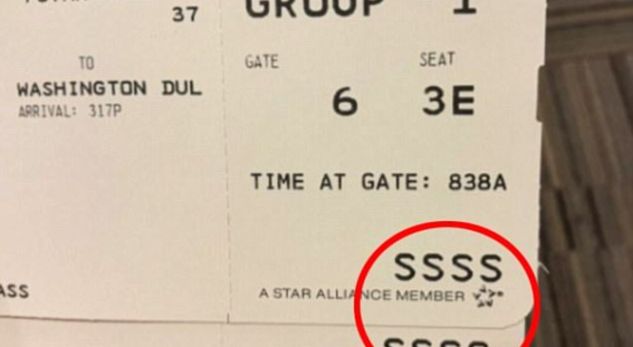 37
GROUP 1
TO
WASHINGTON DUL
ARRIVAL: 317P
GATE SEAT
6 3E
TIME AT GATE: 838A
SSSS
A STAR ALLIANCE MEMBER
ASS